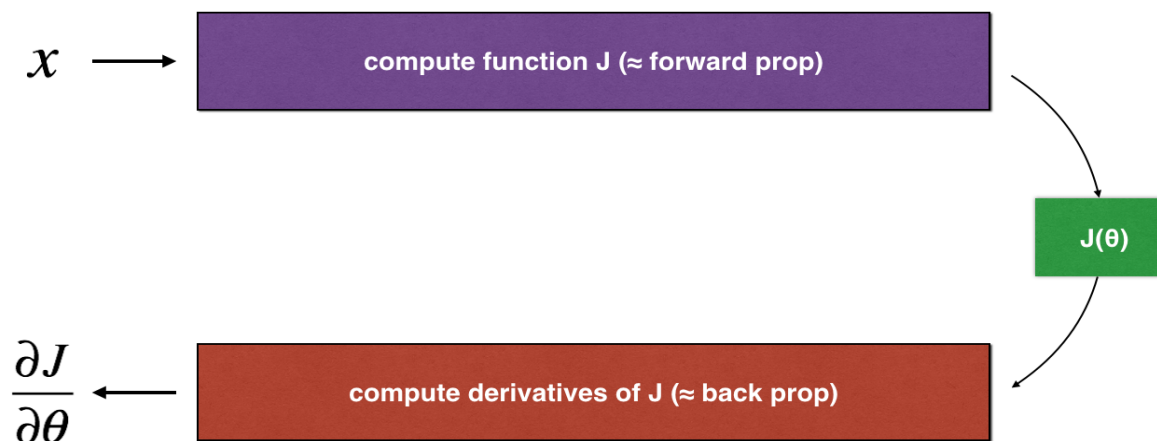 x
compute function J (≈ forward prop)
J(θ)
∂J
∂θ
compute derivatives of J (≈ back prop)